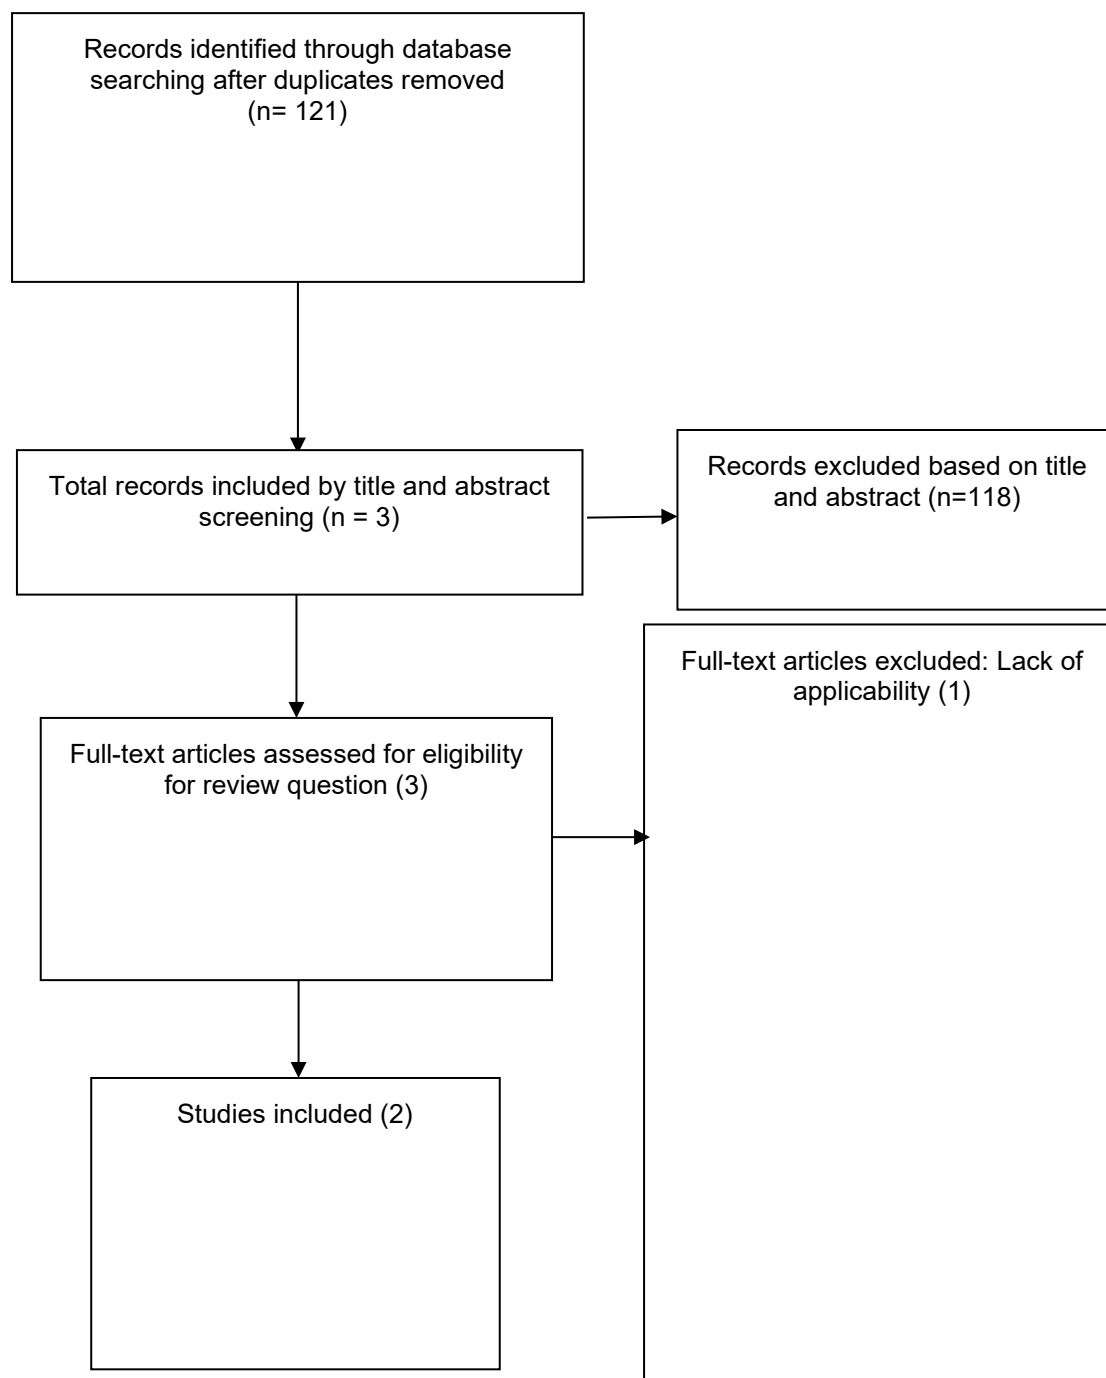 Records identified through database
searching after duplicates removed
(n= 121)
Total records included by title and abstract
screening (n = 3)
Records excluded based on title
and abstract (n=118)
Full-text articles excluded: Lack of
applicability (1)
Full-text articles assessed for eligibility
for review question (3)
Studies included (2)